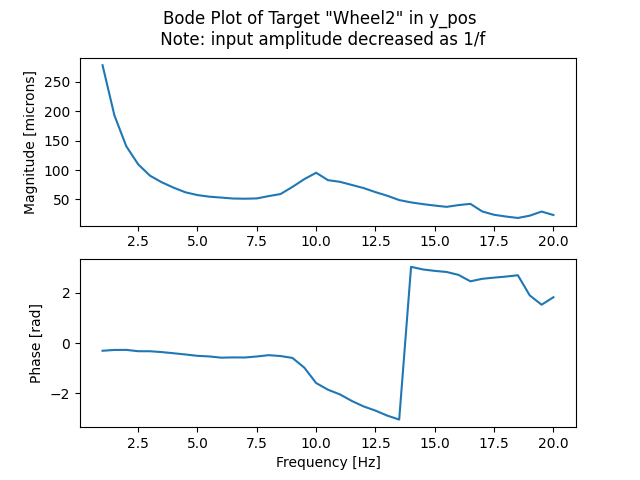 Bode Plot of Target "Wheel2" in y_pos
Note: input amplitude decreased as 1/f
Magnitude [microns]
250
200
150
100
50
2.5 5.0 7.5 10.0 12.5 15.0 17.5 20.0
Phase [rad]
2
0
−2
2.5 5.0 7.5 10.0 12.5 15.0 17.5 20.0
Frequency [Hz]